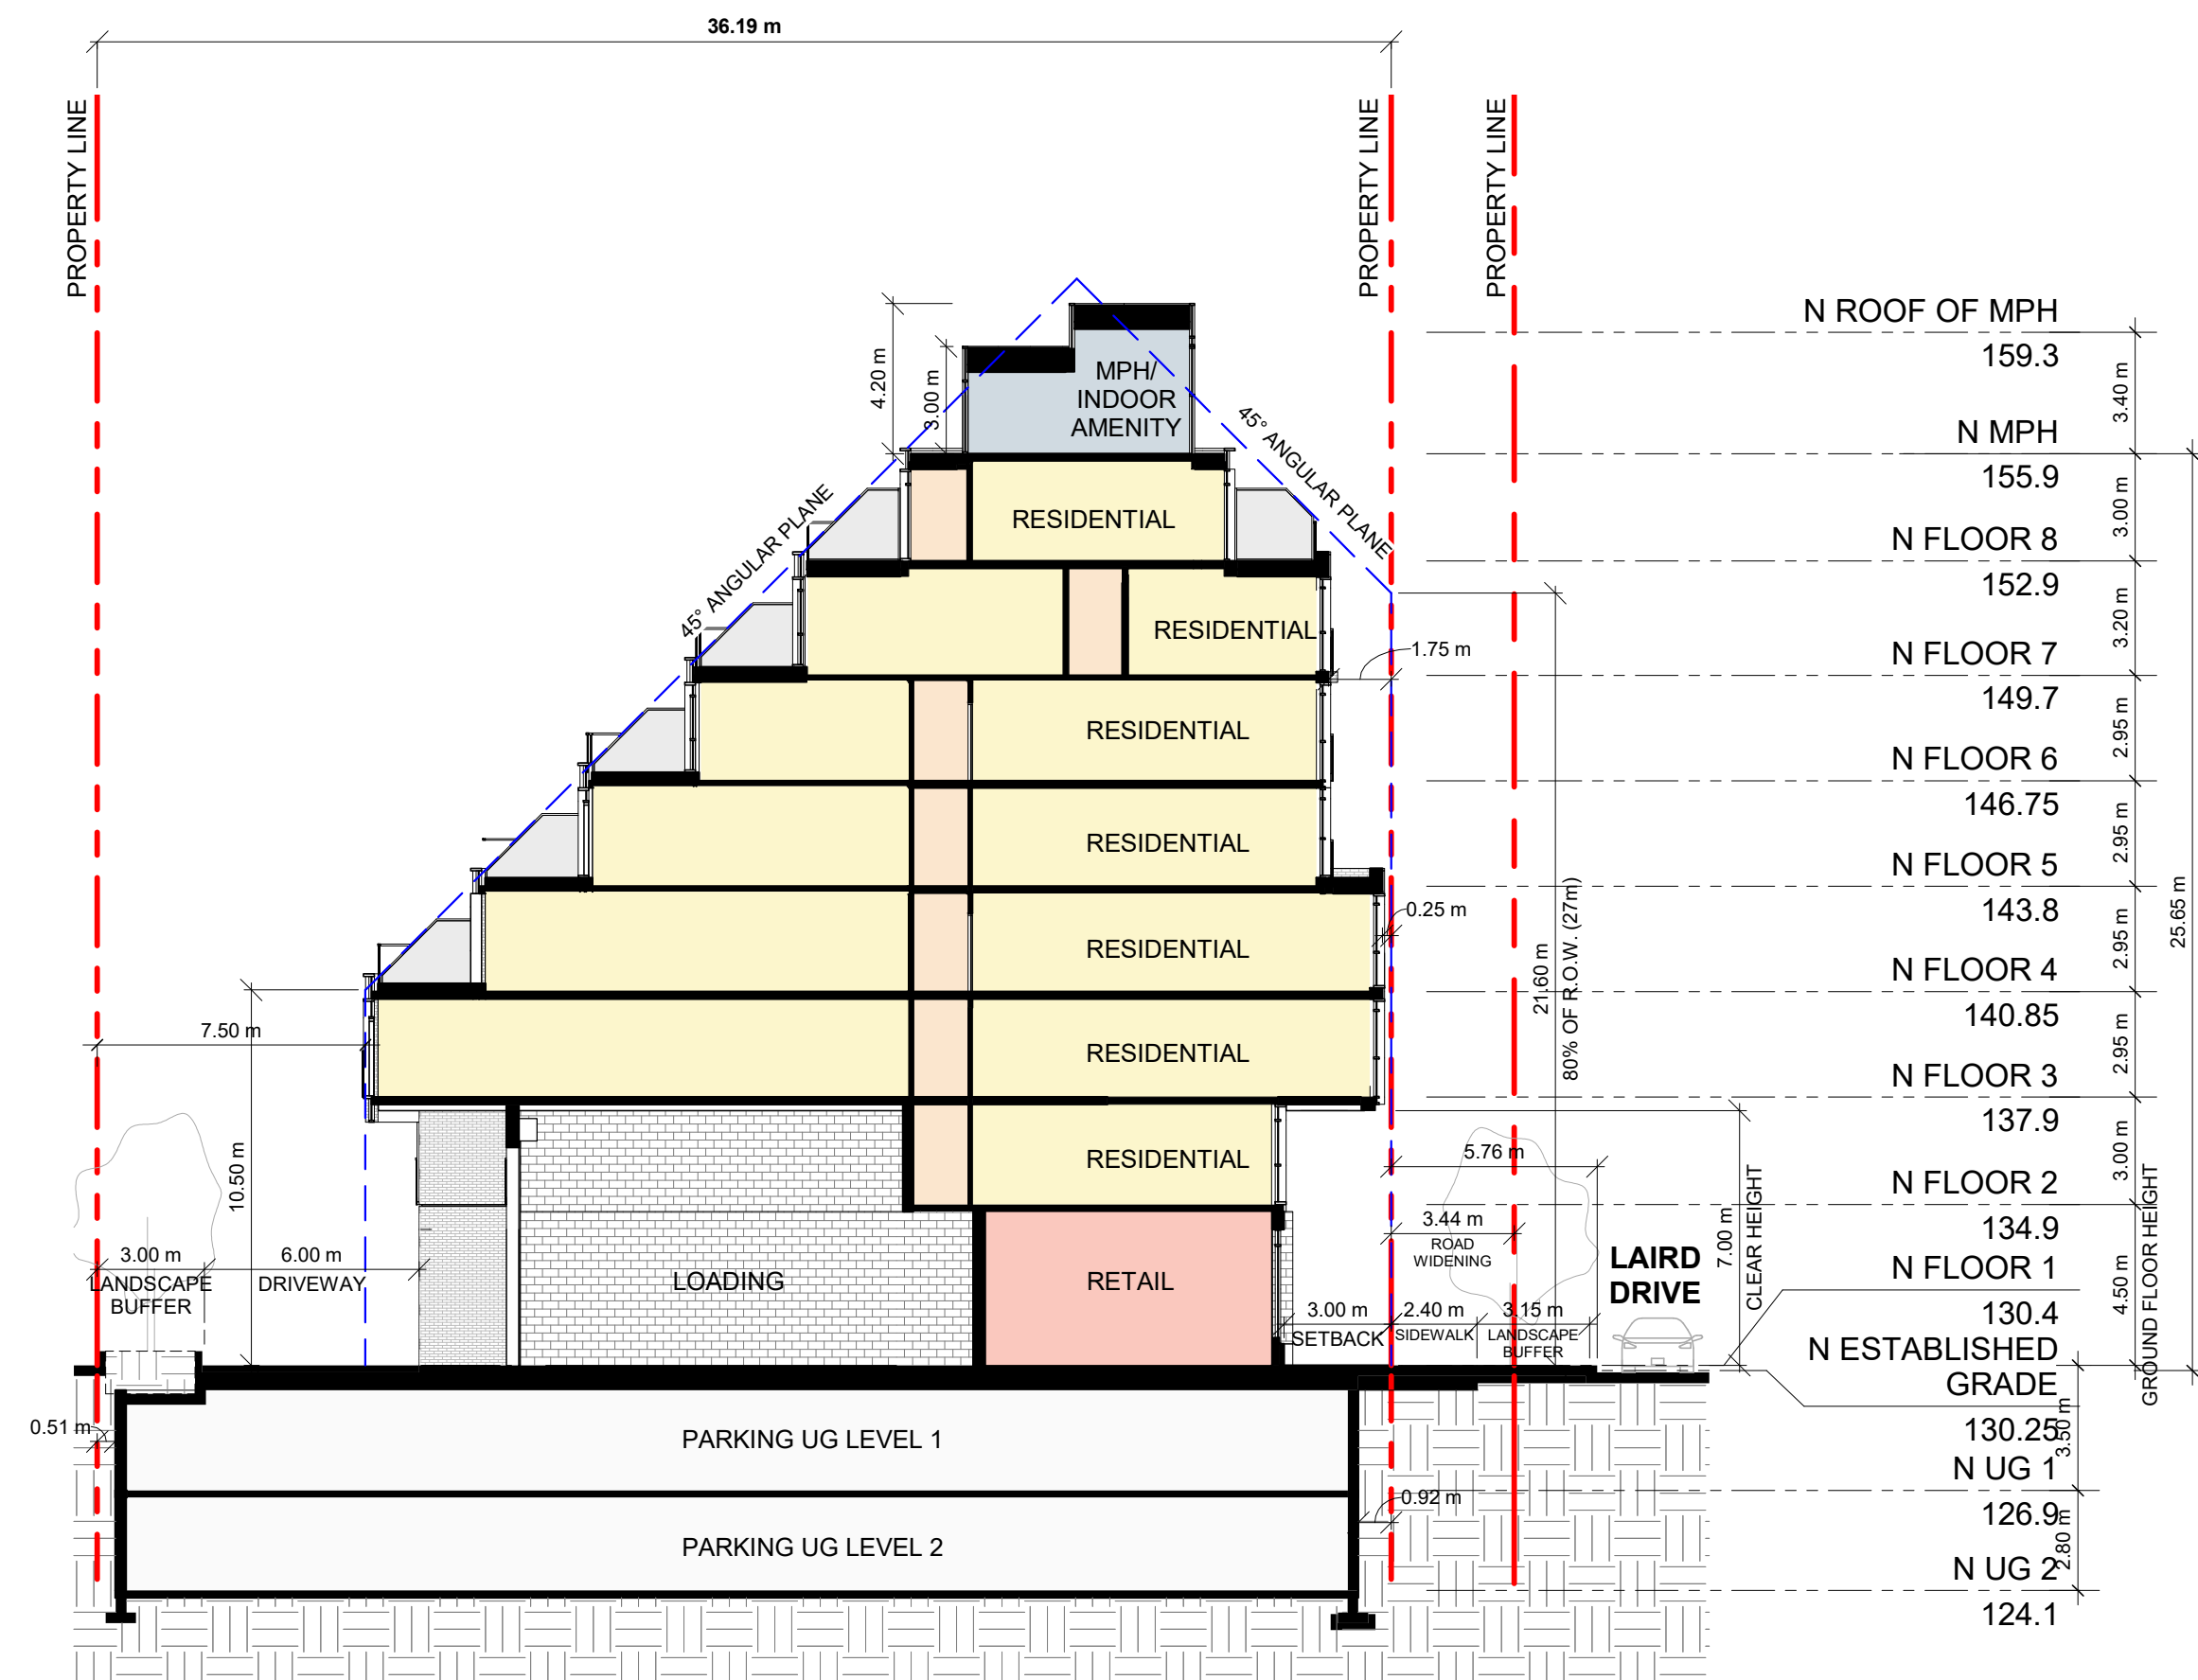 36.19 m
PROPERTY LINE
PROPERTY LINE
PROPERTY LINE
N ROOF OF MPH
159.3
3.40 m
4.20 m
3.00 m
MPH/
INDOOR
AMENITY
45° ANGULAR PLANE
45° ANGULAR PLANE
N MPH
155.9
3.00 m
RESIDENTIAL
N FLOOR 8
152.9
3.20 m
RESIDENTIAL
1.75 m
N FLOOR 7
149.7
2.95 m
RESIDENTIAL
N FLOOR 6
146.75
2.95 m
RESIDENTIAL
N FLOOR 5
143.8
2.95 m
25.65 m
0.25 m
RESIDENTIAL
21.60 m
80% OF R.O.W. (27m)
N FLOOR 4
140.85
2.95 m
7.50 m
RESIDENTIAL
N FLOOR 3
137.9
3.00 m
10.50 m
RESIDENTIAL
5.76 m
N FLOOR 2
134.9
3.44 m
ROAD
WIDENING
7.00 m
CLEAR HEIGHT
4.50 m
GROUND FLOOR HEIGHT
3.00 m
LANDSCAPE
BUFFER
6.00 m
DRIVEWAY
LOADING
RETAIL
LAIRD
DRIVE
N FLOOR 1
130.4
3.00 m
SETBACK
2.40 m
SIDEWALK
3.15 m
LANDSCAPE
BUFFER
N ESTABLISHED
GRADE
130.25
3.50 m
0.51 m
PARKING UG LEVEL 1
N UG 1
126.9
2.80 m
0.92 m
PARKING UG LEVEL 2
N UG 2
124.1